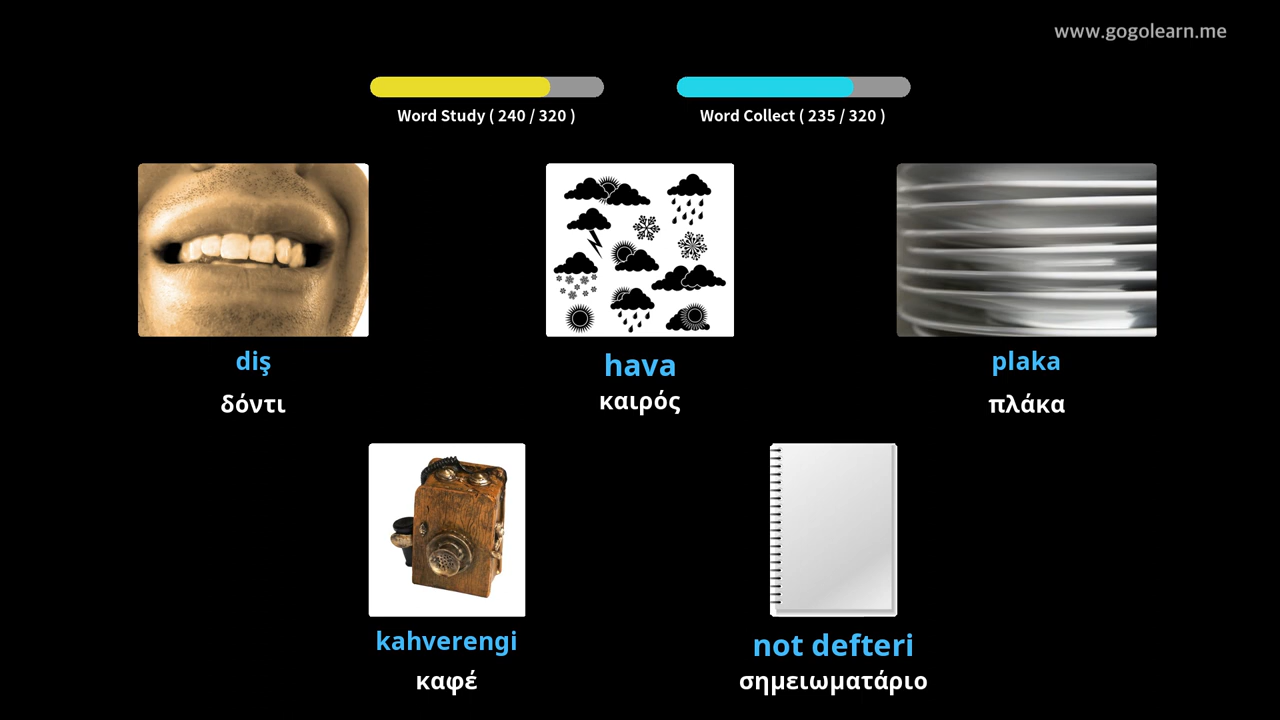 www.gogolearn.me
Word Study ( 240 / 320 )
Word Collect ( 235 / 320 )
diş
δόντι
hava
καιρός
plaka
πλάκα
kahverengi
καφέ
not defteri
σημειωματάριο